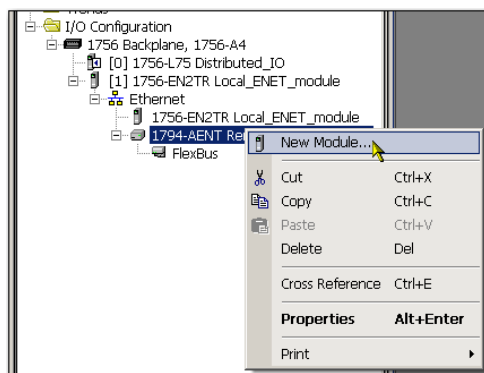 I/O Configuration
1756 Backplane, 1756-A4
[0] 1756-L75 Distributed_IO
[1] 1756-EN2TR Local_ENET_module
Ethernet
1756-EN2TR Local_ENET_module
1794-AENT
FlexBus
New Module...
Cut Ctrl+X
Copy Ctrl+C
Paste Ctrl+V
Delete Del
Cross Reference Ctrl+E
Properties Alt+Enter
Print